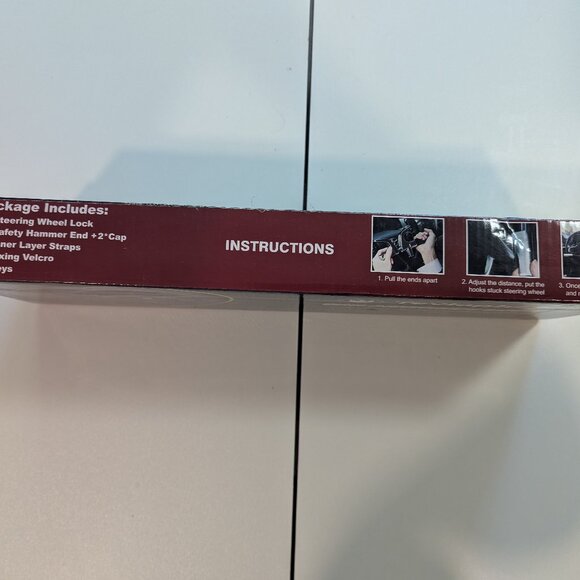 ckage Includes:
teering Wheel Lock
afety Hammer End +2*Cap
ner Layer Straps
xing Velcro
eys
INSTRUCTIONS
1. Pull the ends apart
2. Adjust the distance, put the
hooks stuck steering wheel
3. Once
and